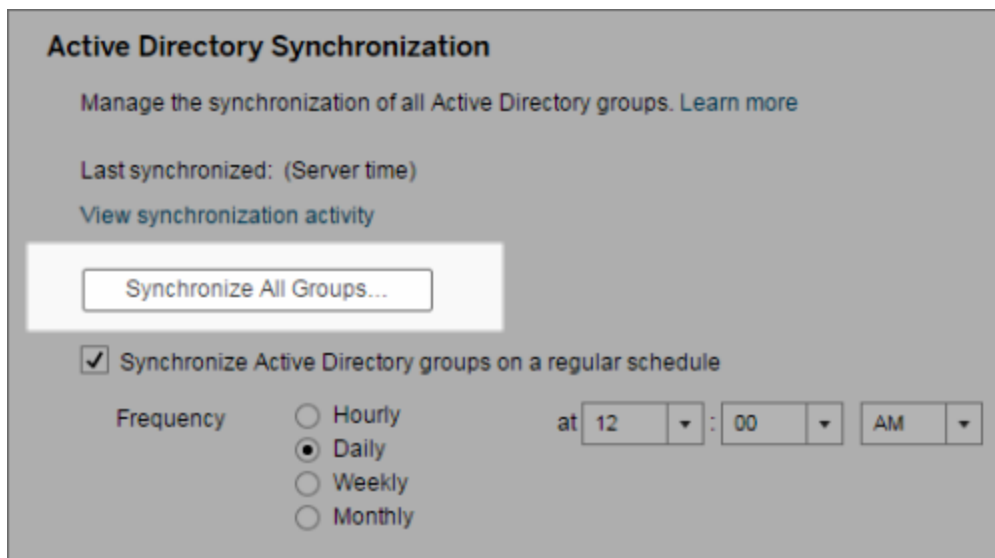 Active Directory Synchronization
Manage the synchronization of all Active Directory groups. Learn more
Last synchronized: (Server time)
View synchronization activity
Synchronize All Groups...
Synchronize Active Directory groups on a regular schedule
Frequency Hourly at 12 : 00 AM
Daily
Weekly
Monthly